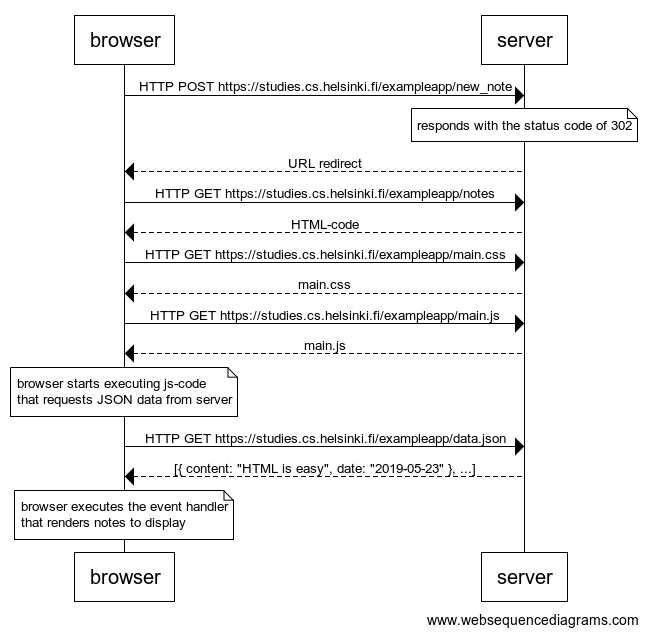 browser
server
HTTP POST https://studies.cs.helsinki.fi/exampleapp/new_note
responds with the status code of 302
URL redirect
HTTP GET https://studies.cs.helsinki.fi/exampleapp/notes
HTML-code
HTTP GET https://studies.cs.helsinki.fi/exampleapp/main.css
main.css
HTTP GET https://studies.cs.helsinki.fi/exampleapp/main.js
main.js
browser starts executing js-code
that requests JSON data from server
HTTP GET https://studies.cs.helsinki.fi/exampleapp/data.json
[{ content: "HTML is easy", date: "2019-05-23" }, ...]
browser executes the event handler
that renders notes to display
browser
server
www.websequencediagrams.com